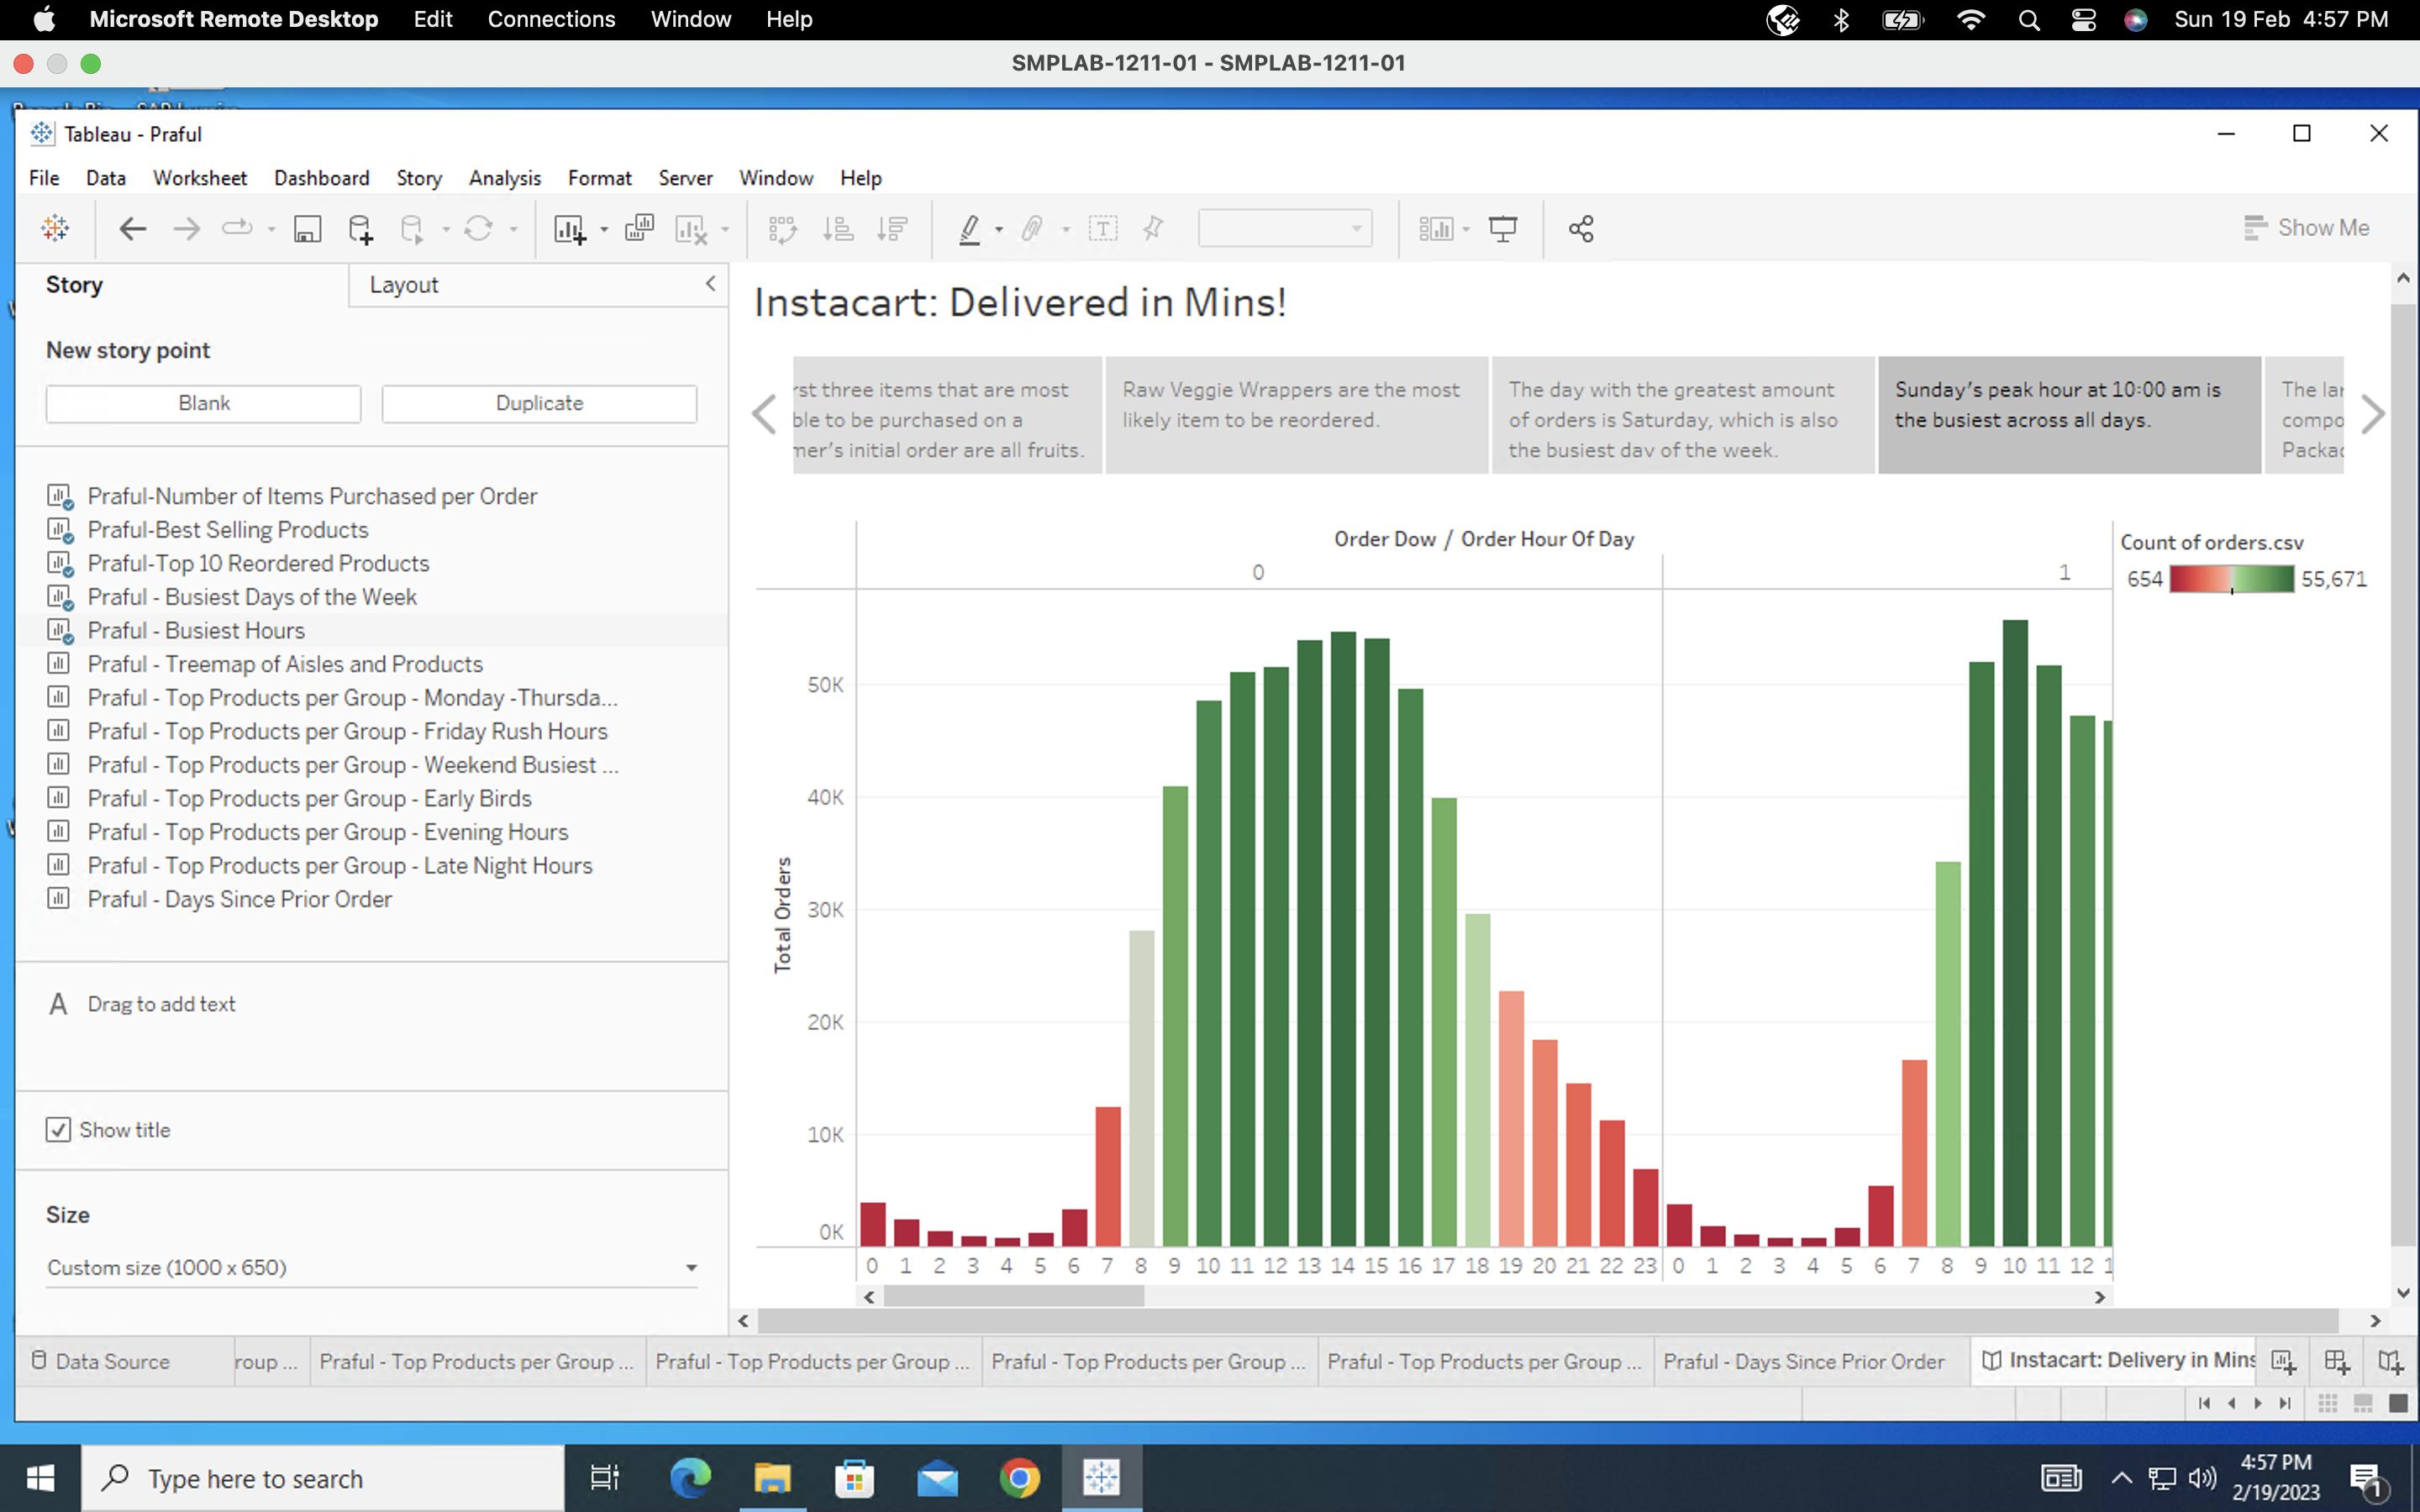 Microsoft Remote Desktop Edit Connections Window Help Sun 19 Feb 4:57 PM
SMPLAB-1211-01 - SMPLAB-1211-01
Tableau - Praful
File Data Worksheet Dashboard Story Analysis Format Server Window Help
Show Me
Story Layout
New story point
Blank Duplicate
Praful-Number of Items Purchased per Order
Praful-Best Selling Products
Praful-Top 10 Reordered Products
Praful - Busiest Days of the Week
Praful - Busiest Hours
Praful - Treemap of Aisles and Products
Praful - Top Products per Group - Monday -Thursda...
Praful - Top Products per Group - Friday Rush Hours
Praful - Top Products per Group - Weekend Busiest ...
Praful - Top Products per Group - Early Birds
Praful - Top Products per Group - Evening Hours
Praful - Top Products per Group - Late Night Hours
Praful - Days Since Prior Order
A Drag to add text
Show title
Size
Custom size (1000 x 650)
Instacart: Delivered in Mins!
rst three items that are most
ble to be purchased on a
mer's initial order are all fruits.
Raw Veggie Wrappers are the most
likely item to be reordered.
The day with the greatest amount
of orders is Saturday, which is also
the busiest day of the week.
Sunday's peak hour at 10:00 am is
the busiest across all days.
The lar
compo
Packac
Order Dow / Order Hour Of Day
0 1
Count of orders.csv
654 55,671
Total Orders
50K
40K
30K
20K
10K
0K
0 1 2 3 4 5 6 7 8 9 10 11 12 13 14 15 16 17 18 19 20 21 22 23 0 1 2 3 4 5 6 7 8 9 10 11 12 1
Data Source roup ... Praful - Top Products per Group ... Praful - Top Products per Group ... Praful - Top Products per Group ... Praful - Top Products per Group ... Praful - Days Since Prior Order Instacart: Delivery in Mins
Type here to search
4:57 PM
2/19/2023
1